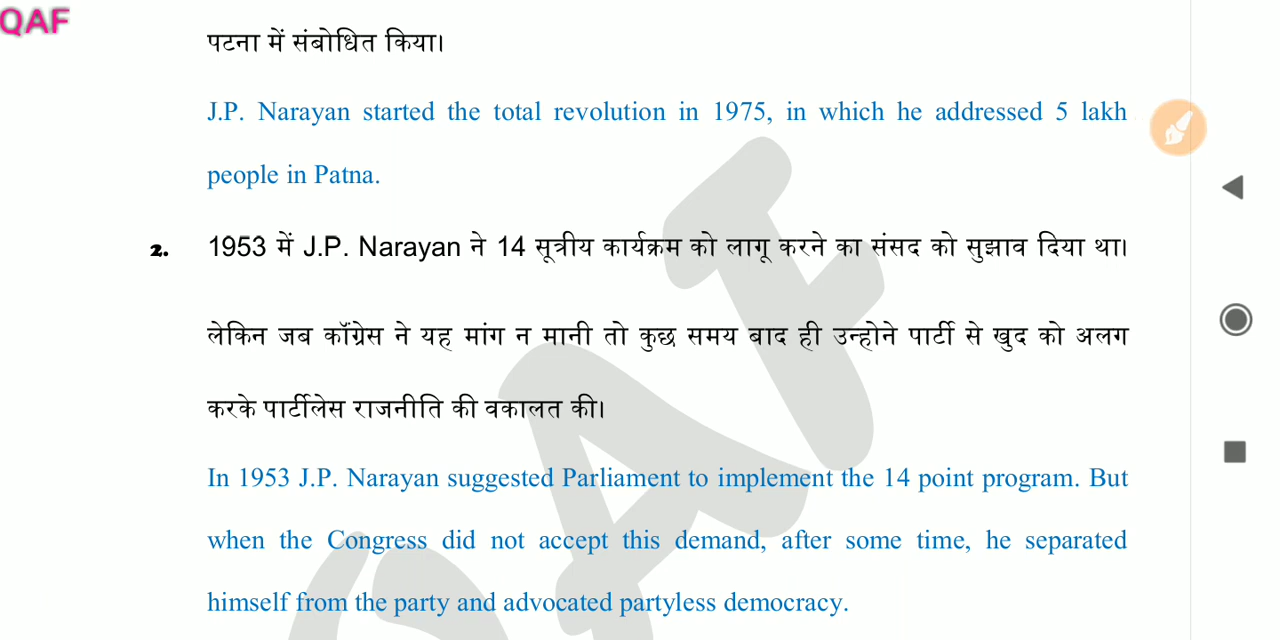 QAF
पटना में संबोधित किया।
J.P. Narayan started the total revolution in 1975, in which he addressed 5 lakh
people in Patna.
2. 1953 में J.P. Narayan ने 14 सूत्रीय कार्यक्रम को लागू करने का संसद को सुझाव दिया था।
लेकिन जब कॉंग्रेस ने यह मांग न मानी तो कुछ समय बाद ही उन्होने पार्टी से खुद को अलग
करके पार्टीलेस राजनीति की वकालत की।
In 1953 J.P. Narayan suggested Parliament to implement the 14 point program. But
when the Congress did not accept this demand, after some time, he separated
himself from the party and advocated partyless democracy.
QAF